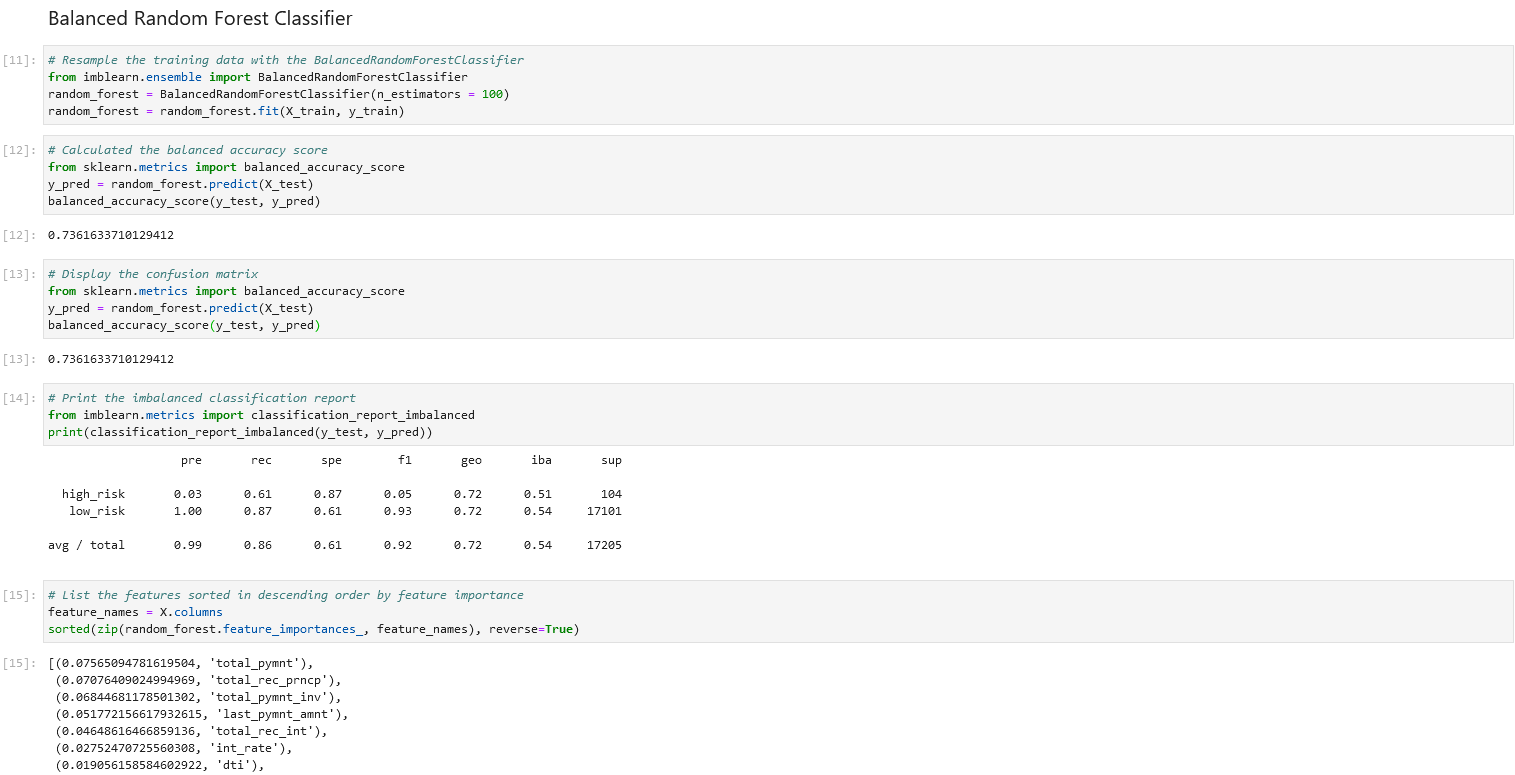 Balanced Random Forest Classifier
[11]: # Resample the training data with the BalancedRandomForestClassifier
from imblearn.ensemble import BalancedRandomForestClassifier
random_forest = BalancedRandomForestClassifier(n_estimators = 100)
random_forest = random_forest.fit(X_train, y_train)
[12]: # Calculated the balanced accuracy score
from sklearn.metrics import balanced_accuracy_score
y_pred = random_forest.predict(X_test)
balanced_accuracy_score(y_test, y_pred)
[12]: 0.7361633710129412
[13]: # Display the confusion matrix
from sklearn.metrics import balanced_accuracy_score
y_pred = random_forest.predict(X_test)
balanced_accuracy_score(y_test, y_pred)
[13]: 0.7361633710129412
[14]: # Print the imbalanced classification report
from imblearn.metrics import classification_report_imbalanced
print(classification_report_imbalanced(y_test, y_pred))
pre rec spe f1 geo iba sup
high_risk 0.03 0.61 0.87 0.05 0.72 0.51 104
low_risk 1.00 0.87 0.61 0.93 0.72 0.54 17101
avg / total 0.99 0.86 0.61 0.92 0.72 0.54 17205
[15]: # List the features sorted in descending order by feature importance
feature_names = X.columns
sorted(zip(random_forest.feature_importances_, feature_names), reverse=True)
[15]: [(0.07565094781619504, 'total_pymnt'),
(0.07076409024994969, 'total_rec_prncp'),
(0.06844681178501302, 'total_pymnt_inv'),
(0.051772156617932615, 'last_pymnt_amnt'),
(0.04648616466859136, 'total_rec_int'),
(0.02752470725560308, 'int_rate'),
(0.019056158584602922, 'dti'),